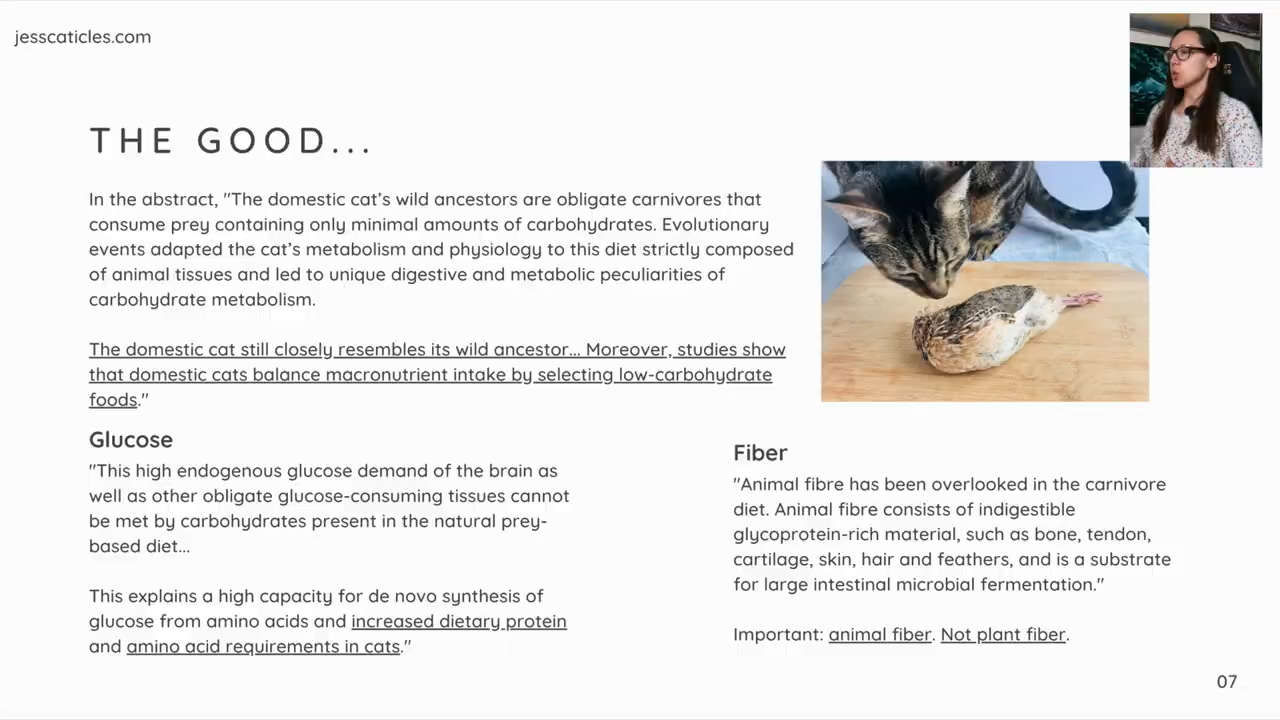 jesscaticles.com
THE GOOD...
In the abstract, "The domestic cat's wild ancestors are obligate carnivores that
consume prey containing only minimal amounts of carbohydrates. Evolutionary
events adapted the cat's metabolism and physiology to this diet strictly composed
of animal tissues and led to unique digestive and metabolic peculiarities of
carbohydrate metabolism.
The domestic cat still closely resembles its wild ancestor... Moreover, studies show
that domestic cats balance macronutrient intake by selecting low-carbohydrate
foods."
Glucose
"This high endogenous glucose demand of the brain as
well as other obligate glucose-consuming tissues cannot
be met by carbohydrates present in the natural prey-
based diet...
This explains a high capacity for de novo synthesis of
glucose from amino acids and increased dietary protein
and amino acid requirements in cats."
Fiber
"Animal fibre has been overlooked in the carnivore
diet. Animal fibre consists of indigestible
glycoprotein-rich material, such as bone, tendon,
cartilage, skin, hair and feathers, and is a substrate
for large intestinal microbial fermentation."
Important: animal fiber. Not plant fiber.
07